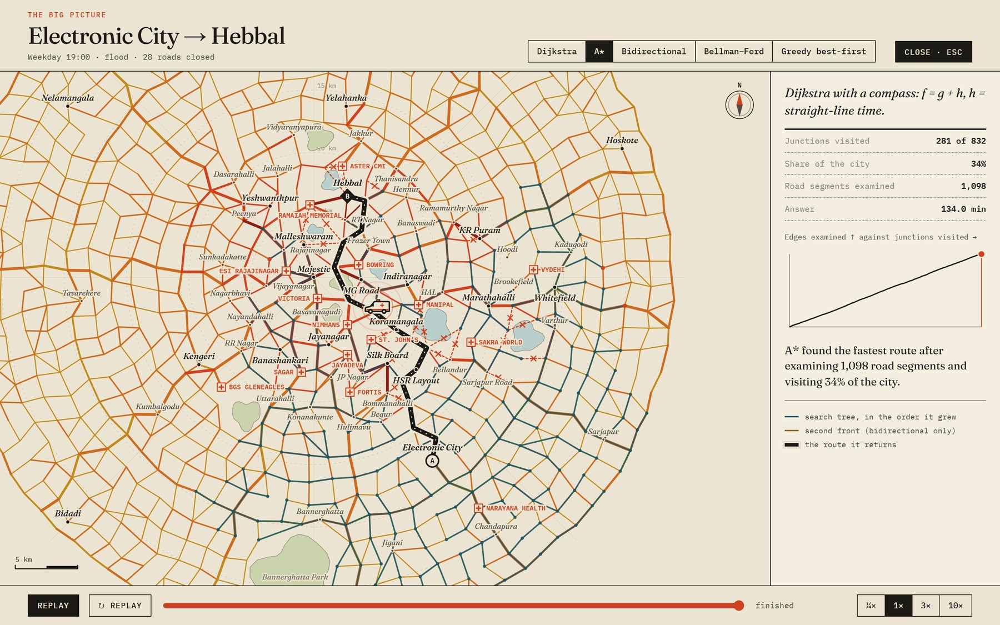 THE BIG PICTURE
Electronic City → Hebbal
Weekday 19:00 · flood · 28 roads closed
Dijkstra
A*
Bidirectional
Bellman–Ford
Greedy best-first
CLOSE · ESC
15 km
N
Nelamangala
Yelahanka
Vidyaranyapura
Jakkur
Hoskote
10 km
Jalahalli
ASTER CMI
Dasarahalli
Thanisandra
Hebbal
Hennur
B
Yeshwanthpur
Ramamurthy Nagar
Peenya
km
RAMAIAH MEMORIAL
RT Nagar
Banaswadi
KR Puram
Malleshwaram
Frazer Town
Kadugodi
Rajajinagar
Hoodi
Sunkadakatte
BOWRING
ESI RAJAJINAGAR
Majestic
VYDEHI
Indiranagar
Brookefield
Vijayanagar
MG Road
HAL
Tavarekere
Nagarbhavi
VICTORIA
Marathahalli
Whitefield
MANIPAL
Basavanagudi
Nayandahalli
Koramangala
Varthur
NIMHANS
Jayanagar
ST. JOHN'S
SAKRA WORLD
RR Nagar
Kengeri
Silk Board
Banashankari
JAYADEVA
Bellandur
SAGAR
JP Nagar
HSR Layout
Sarjapur Road
BGS GLENEAGLES
FORTIS
Uttarahalli
Bommanahalli
Kumbalgodu
Konanakunte
Begur
Hulimavu
Sarjapur
Electronic City
A
NARAYANA HEALTH
Bidadi
Bannerghatta
Chandapura
Jigani
5 km
Bannerghatta Park
Dijkstra with a compass: f = g + h, h =
straight-line time.
Junctions visited 281 of 832
Share of the city 34%
Road segments examined 1,098
Answer 134.0 min
Edges examined ↑ against junctions visited →
A* found the fastest route after
examining 1,098 road segments and
visiting 34% of the city.
search tree, in the order it grew
second front (bidirectional only)
the route it returns
REPLAY
↻ REPLAY
finished
¼×
1×
3×
10×